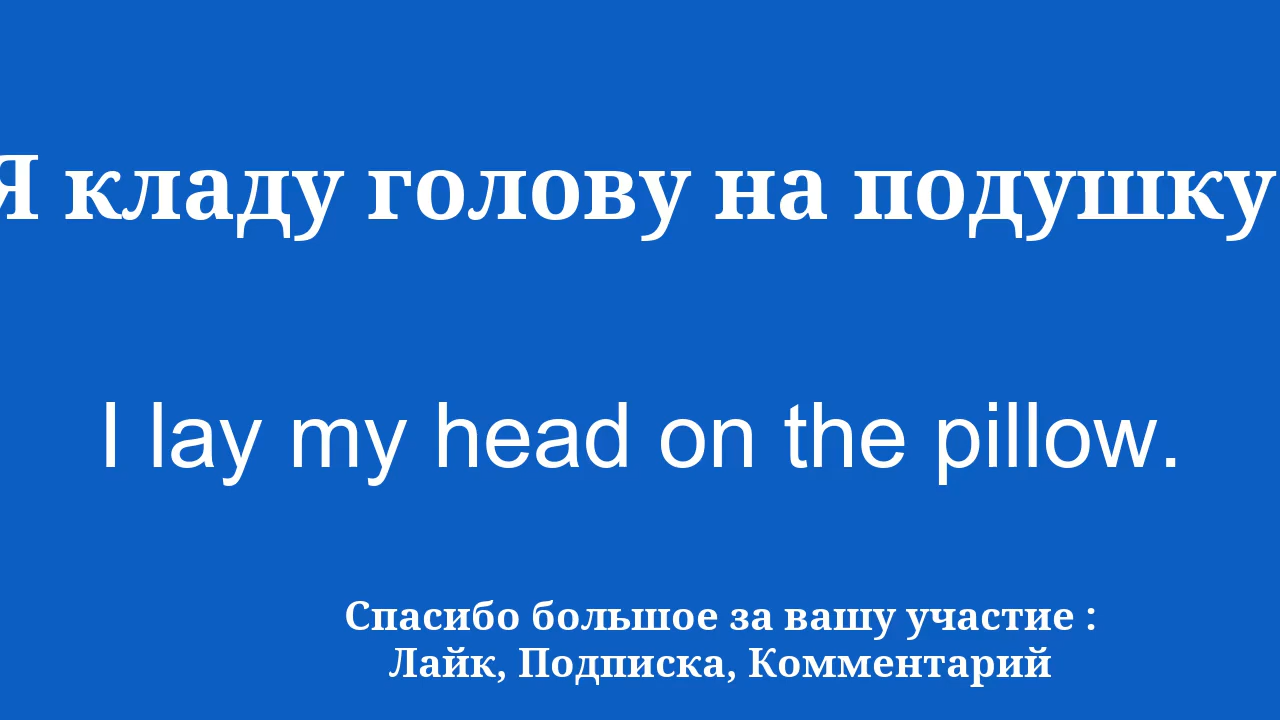 Я кладу голову на подушку
I lay my head on the pillow.
Спасибо большое за вашу участие :
Лайк, Подписка, Комментарий